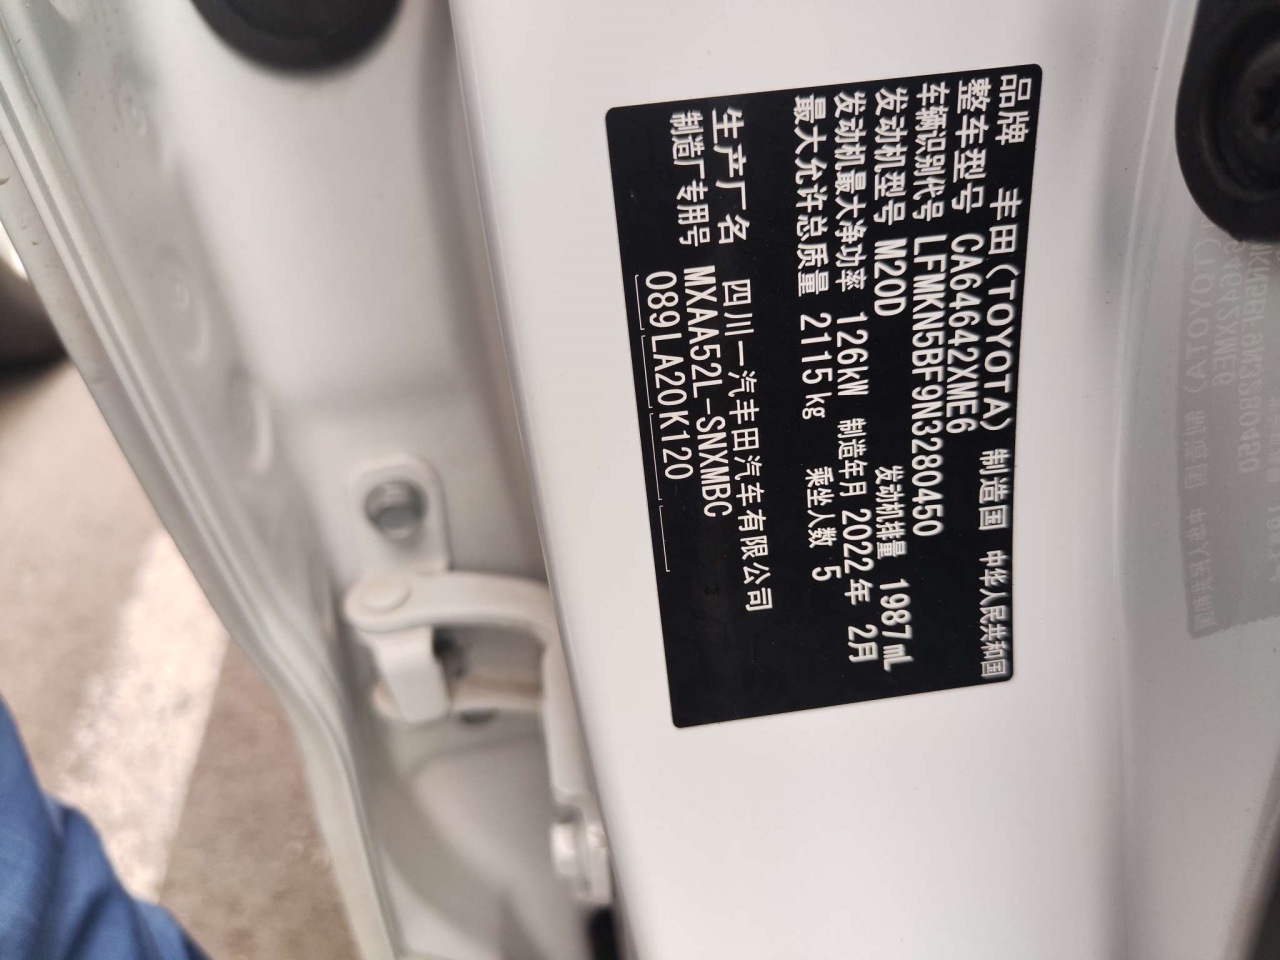 品牌 丰田(TOYOTA) 制造国 中华人民共和国
整车型号 CA64642XME6
车辆识别代号 LFMKN5BF9N3280450
发动机型号 M20D 发动机排量 1987mL
发动机最大净功率 126kW 制造年月 2022年 2月
最大允许总质量 2115kg 乘坐人数 5
生产厂名 四川一汽丰田汽车有限公司
制造厂专用号 MXAA52L-SNXMBC
089LA20K120